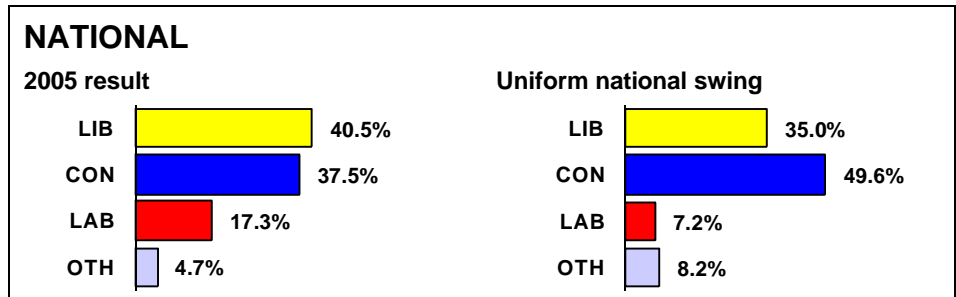 NATIONAL
2005 result
LIB 40.5%
CON 37.5%
LAB 17.3%
OTH 4.7%
Uniform national swing
LIB 35.0%
CON 49.6%
LAB 7.2%
OTH 8.2%